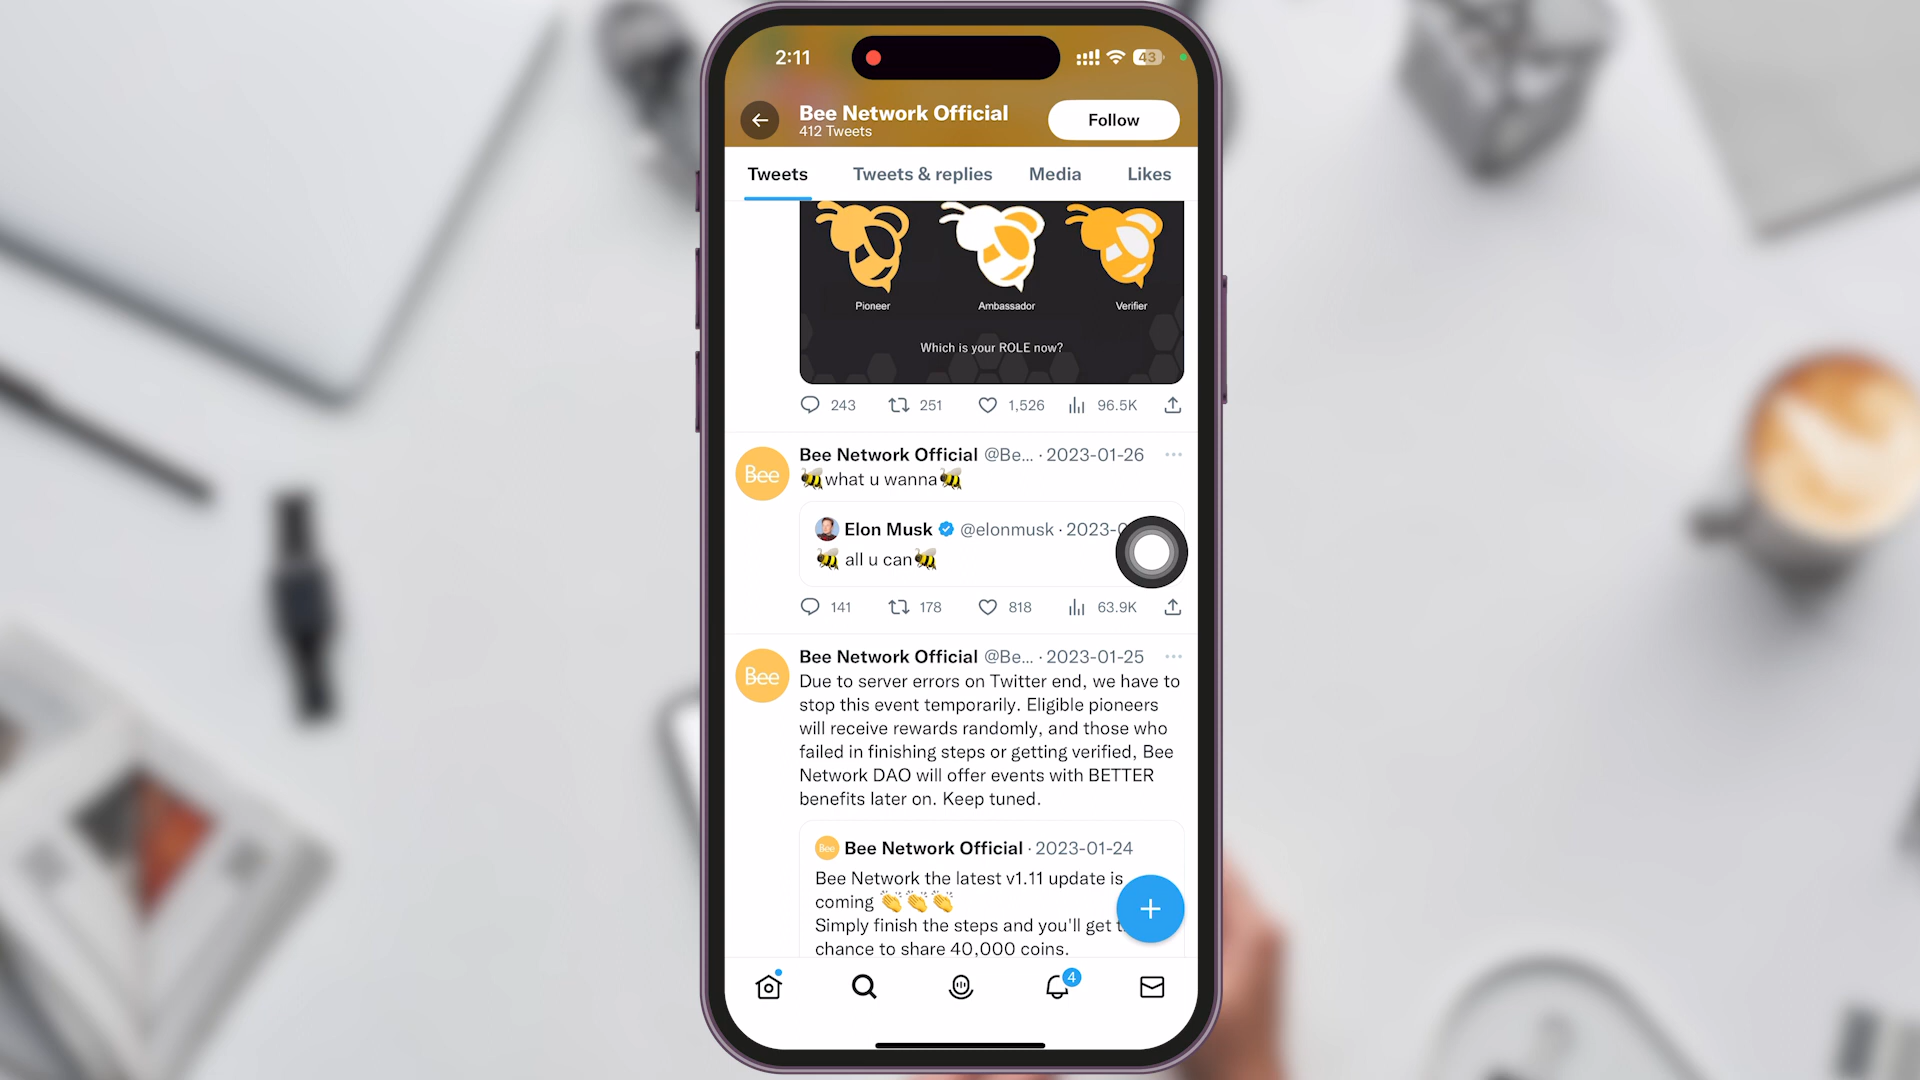 2:11
43
Bee Network Official
412 Tweets
Follow
Tweets
Tweets & replies
Media
Likes
Pioneer
Ambassador
Verifier
Which is your ROLE now?
243
251
1,526
96.5K
Bee
Bee Network Official @Be... · 2023-01-26
🐝what u wanna🐝
Elon Musk @elonmusk · 2023-0
🐝 all u can🐝
141
178
818
63.9K
Bee
Bee Network Official @Be... · 2023-01-25
Due to server errors on Twitter end, we have to
stop this event temporarily. Eligible pioneers
will receive rewards randomly, and those who
failed in finishing steps or getting verified, Bee
Network DAO will offer events with BETTER
benefits later on. Keep tuned.
Bee
Bee Network Official · 2023-01-24
Bee Network the latest v1.11 update is
coming 👏👏👏
Simply finish the steps and you'll get t
chance to share 40,000 coins.
4